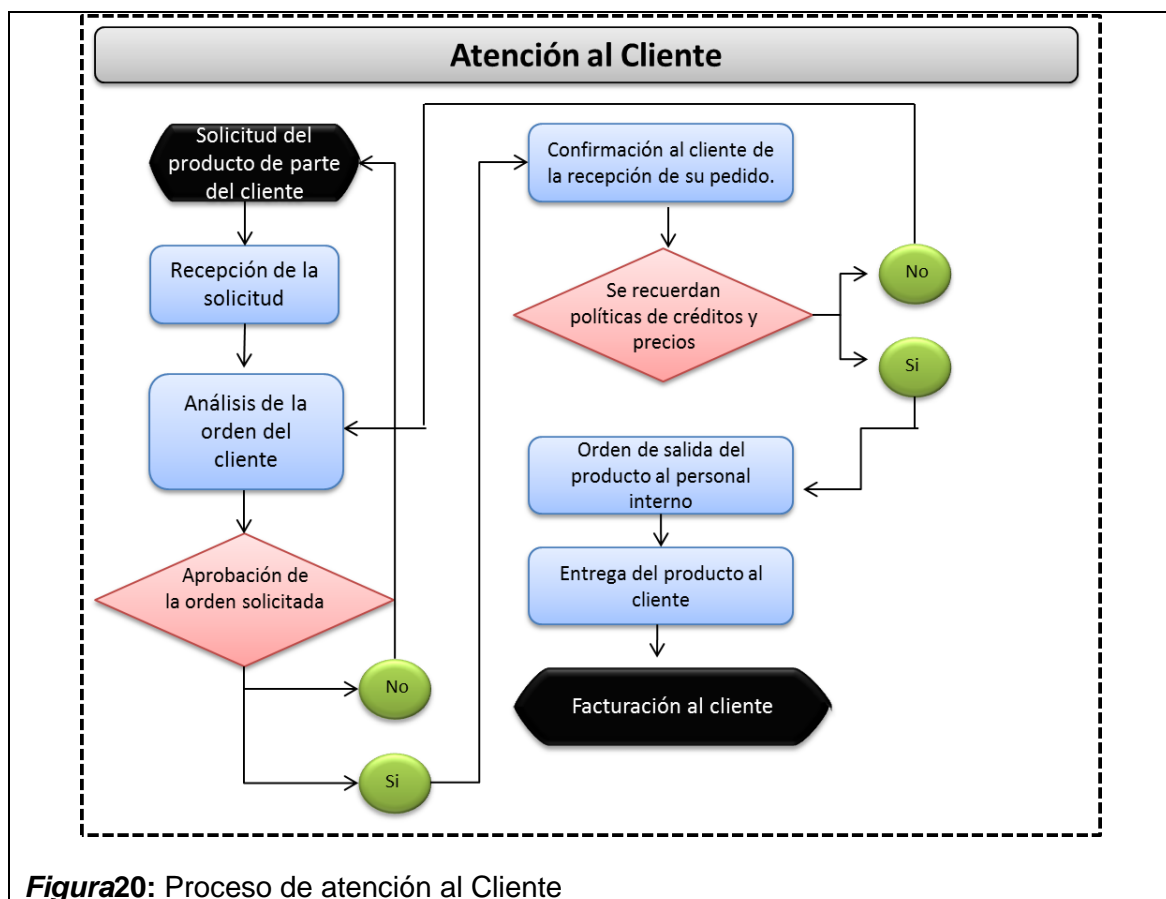 Atención al Cliente
Solicitud del
producto de parte
del cliente
Recepción de la
solicitud
Análisis de la
orden del
cliente
Aprobación de
la orden solicitada
No
Si
Confirmación al cliente de
la recepción de su pedido.
Se recuerdan
políticas de créditos y
precios
No
Si
Orden de salida del
producto al personal
interno
Entrega del producto al
cliente
Facturación al cliente
Figura20: Proceso de atención al Cliente